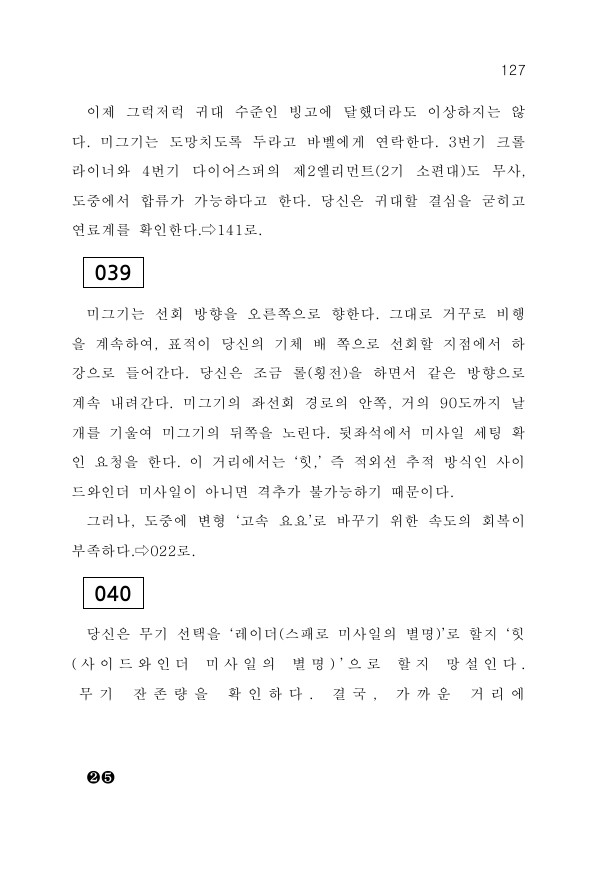 127
이제 그럭저럭 귀대 수준인 빙고에 달했더라도 이상하지는 않
다. 미그기는 도망치도록 두라고 바벨에게 연락한다. 3번기 크롤
라이너와 4번기 다이어스퍼의 제2엘리먼트(2기 소편대)도 무사,
도중에서 합류가 가능하다고 한다. 당신은 귀대할 결심을 굳히고
연료계를 확인한다.⇨141로.
039
미그기는 선회 방향을 오른쪽으로 향한다. 그대로 거꾸로 비행
을 계속하여, 표적이 당신의 기체 배 쪽으로 선회할 지점에서 하
강으로 들어간다. 당신은 조금 롤(횡전)을 하면서 같은 방향으로
계속 내려간다. 미그기의 좌선회 경로의 안쪽, 거의 90도까지 날
개를 기울여 미그기의 뒤쪽을 노린다. 뒷좌석에서 미사일 세팅 확
인 요청을 한다. 이 거리에서는 ‘힛,’ 즉 적외선 추적 방식인 사이
드와인더 미사일이 아니면 격추가 불가능하기 때문이다.
그러나, 도중에 변형 ‘고속 요요’로 바꾸기 위한 속도의 회복이
부족하다.⇨022로.
040
당신은 무기 선택을 ‘레이더(스패로 미사일의 별명)’로 할지 ‘힛
(사이드와인더 미사일의 별명)’으로 할지 망설인다.
무기 잔존량을 확인하다. 결국, 가까운 거리에
❷❺